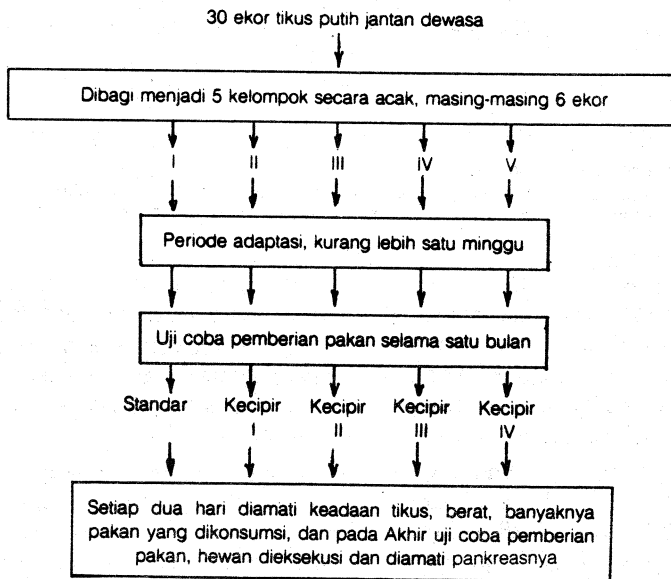 30 ekor tikus putih jantan dewasa
Dibagi menjadi 5 kelompok secara acak, masing-masing 6 ekor
I II III IV V
Periode adaptasi, kurang lebih satu minggu
Uji coba pemberian pakan selama satu bulan
Standar Kecipir Kecipir Kecipir Kecipir
I II III IV
Setiap dua hari diamati keadaan tikus, berat, banyaknya
pakan yang dikonsumsi, dan pada Akhir uji coba pemberian
pakan, hewan dieksekusi dan diamati pankreasnya